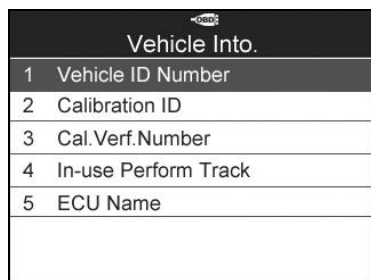 OBD
Vehicle Into.
1 Vehicle ID Number
2 Calibration ID
3 Cal.Verf.Number
4 In-use Perform Track
5 ECU Name